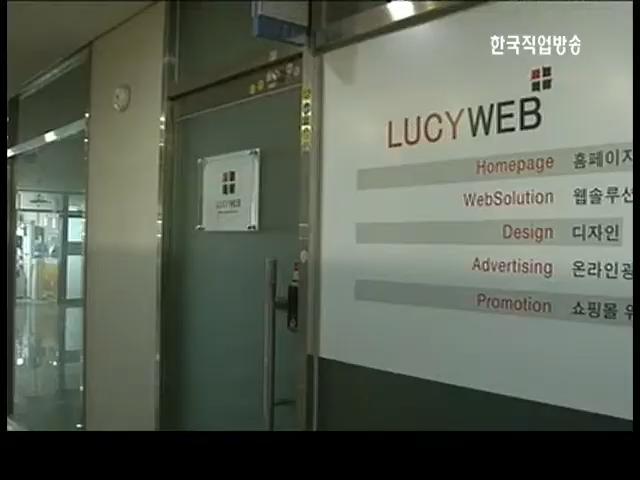 한국직업방송
LUCYWEB
Homepage 홈페이지
WebSolution 웹솔루션
Design 디자인
Advertising 온라인광
Promotion 쇼핑몰
LUCYWEB